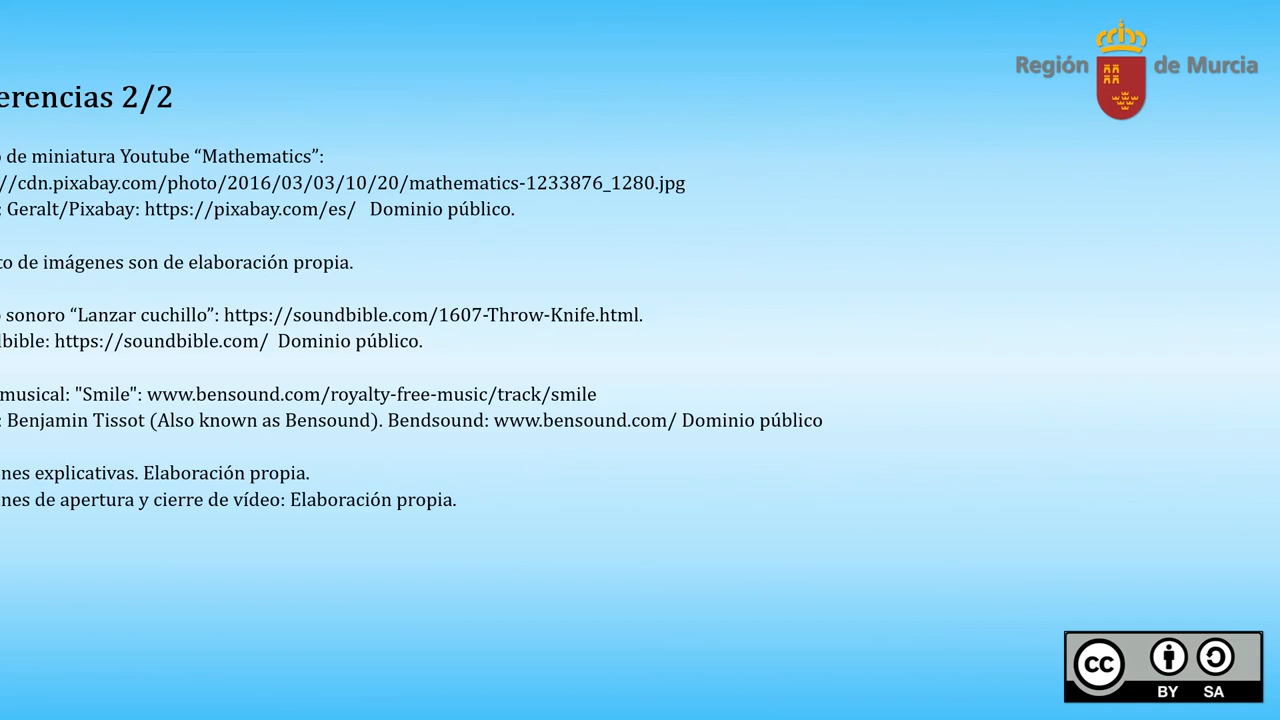 Región de Murcia
erencias 2/2
o de miniatura Youtube “Mathematics”:
//cdn.pixabay.com/photo/2016/03/03/10/20/mathematics-1233876_1280.jpg
: Geralt/Pixabay: https://pixabay.com/es/ Dominio público.
to de imágenes son de elaboración propia.
o sonoro “Lanzar cuchillo”: https://soundbible.com/1607-Throw-Knife.html.
lbible: https://soundbible.com/ Dominio público.
musical: "Smile": www.bensound.com/royalty-free-music/track/smile
: Benjamin Tissot (Also known as Bensound). Bendsound: www.bensound.com/ Dominio público
nes explicativas. Elaboración propia.
nes de apertura y cierre de vídeo: Elaboración propia.
cc
BY SA